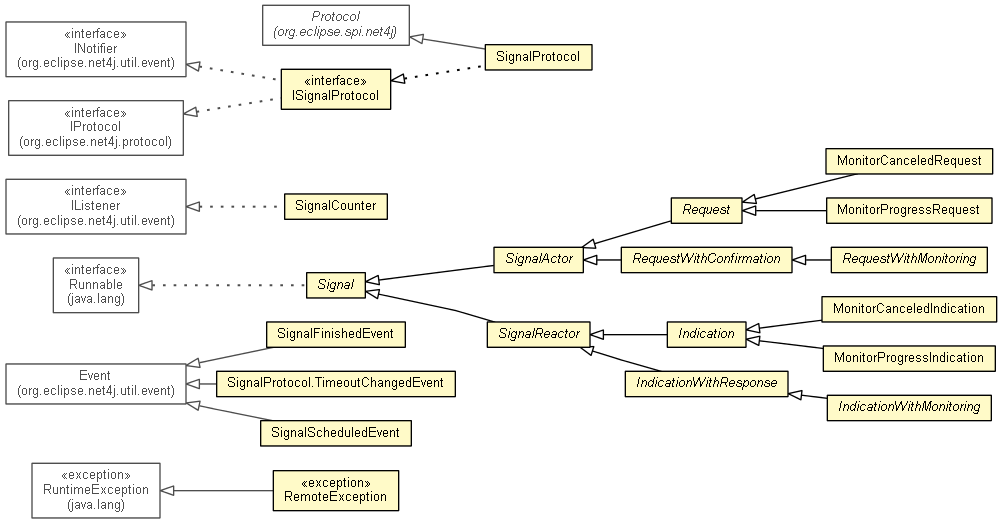 Protocol
(org.eclipse.spi.net4j)
«interface»
INotifier
(org.eclipse.net4j.util.event)
SignalProtocol
«interface»
ISignalProtocol
«interface»
IProtocol
(org.eclipse.net4j.protocol)
MonitorCanceledRequest
«interface»
IListener
(org.eclipse.net4j.util.event)
SignalCounter
Request
MonitorProgressRequest
SignalActor
RequestWithConfirmation
RequestWithMonitoring
«interface»
Runnable
(java.lang)
Signal
MonitorCanceledIndication
SignalFinishedEvent
SignalReactor
Indication
MonitorProgressIndication
Event
(org.eclipse.net4j.util.event)
SignalProtocol.TimeoutChangedEvent
IndicationWithResponse
IndicationWithMonitoring
SignalScheduledEvent
«exception»
RuntimeException
(java.lang)
«exception»
RemoteException